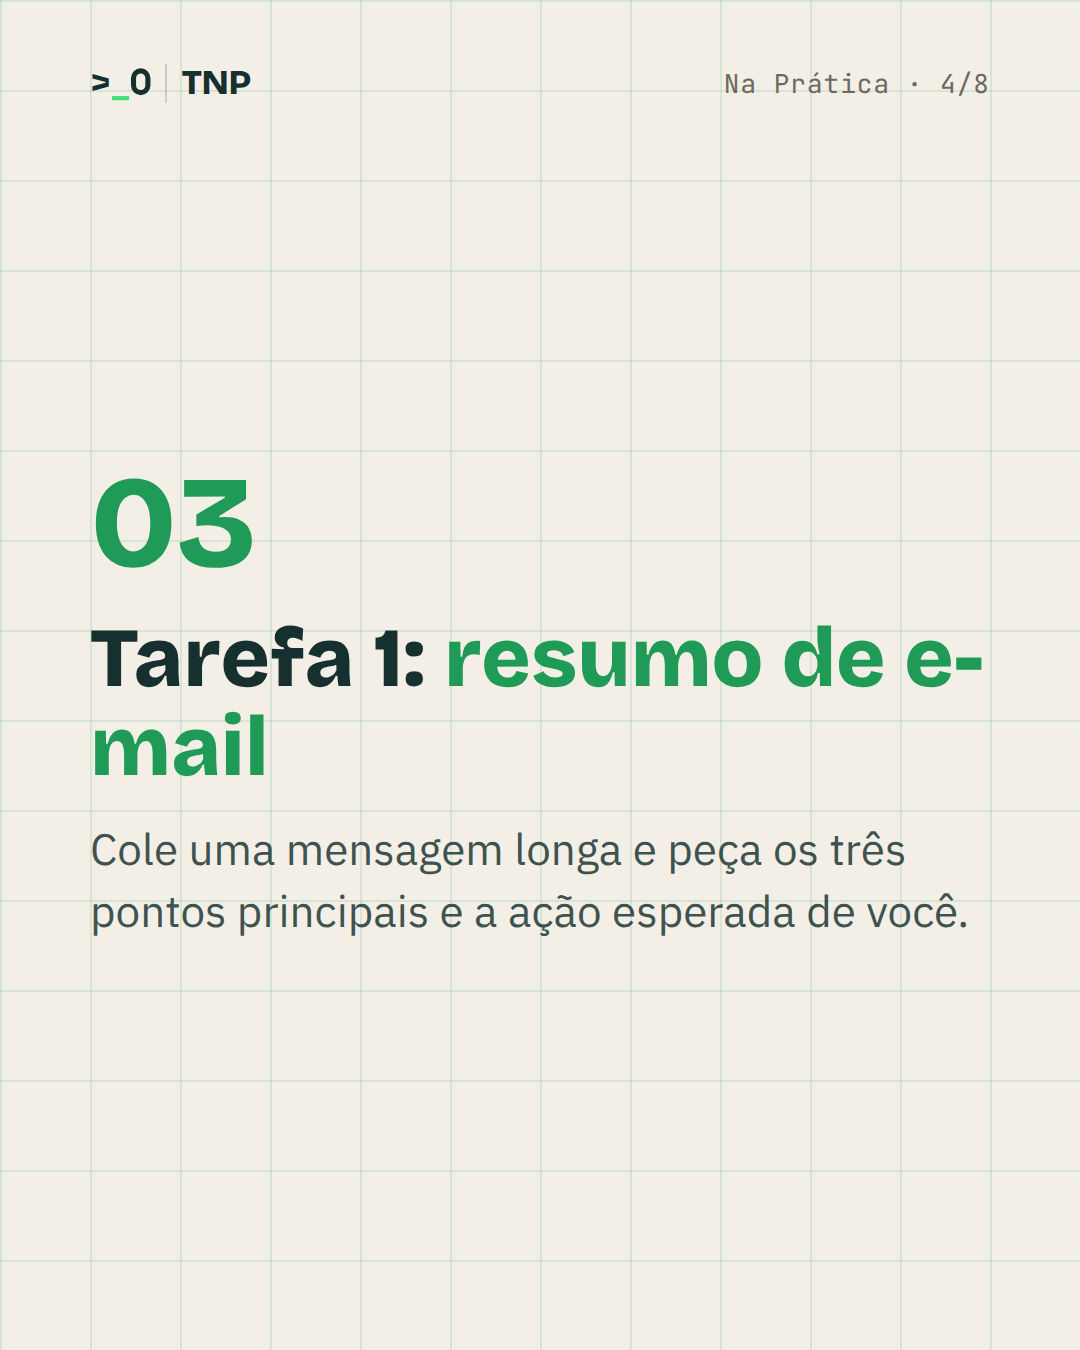 >_0 | TNP
Na Prática · 4/8
03
Tarefa 1: resumo de e-
mail
Cole uma mensagem longa e peça os três
pontos principais e a ação esperada de você.